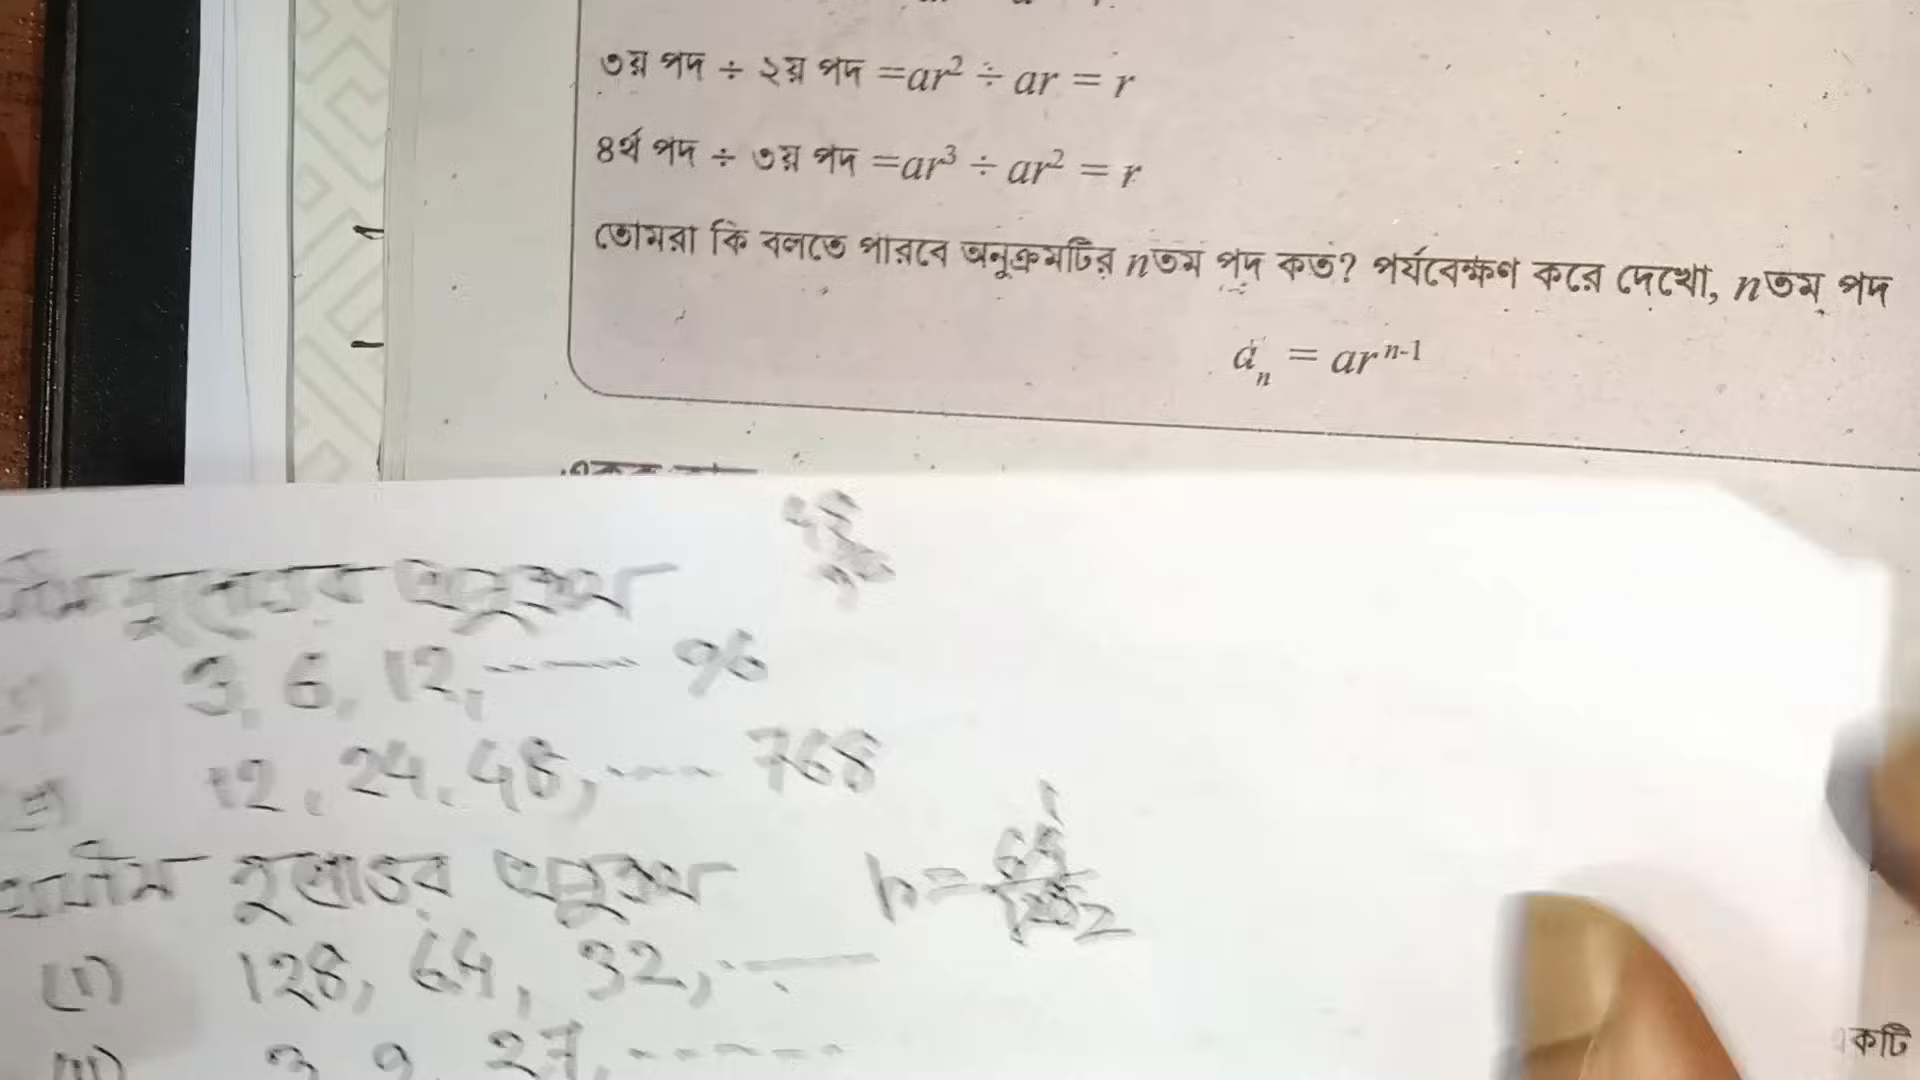 ৩য় পদ ÷ ২য় পদ =ar² ÷ ar = r
৪র্থ পদ ÷ ৩য় পদ =ar³ ÷ ar² = r
তোমরা কি বলতে পারবে অনুক্রমটির nতম পদ কত? পর্যবেক্ষণ করে দেখো, nতম পদ
aₙ = arⁿ⁻¹
গুণোত্তর অনুক্রম
3, 6, 12, ------- 96
12, 24, 48, ---- 768
গুণোত্তর অনুক্রম
(i) 128, 64, 32, -------
3 9 27, ------
কটি